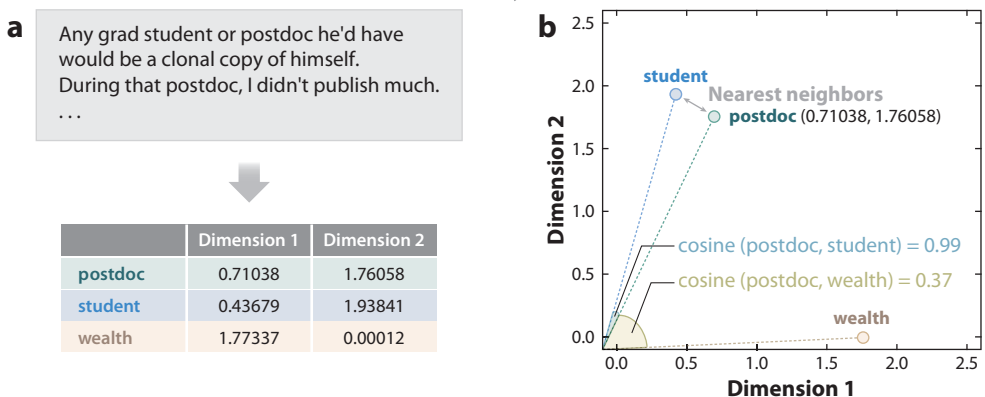 a
Any grad student or postdoc he'd have
would be a clonal copy of himself.
During that postdoc, I didn't publish much.
...
Dimension 1 Dimension 2
postdoc 0.71038 1.76058
student 0.43679 1.93841
wealth 1.77337 0.00012
b
2.5
2.0
1.5
1.0
0.5
0.0
Dimension 2
student
Nearest neighbors
postdoc (0.71038, 1.76058)
cosine (postdoc, student) = 0.99
cosine (postdoc, wealth) = 0.37
wealth
0.0 0.5 1.0 1.5 2.0 2.5
Dimension 1